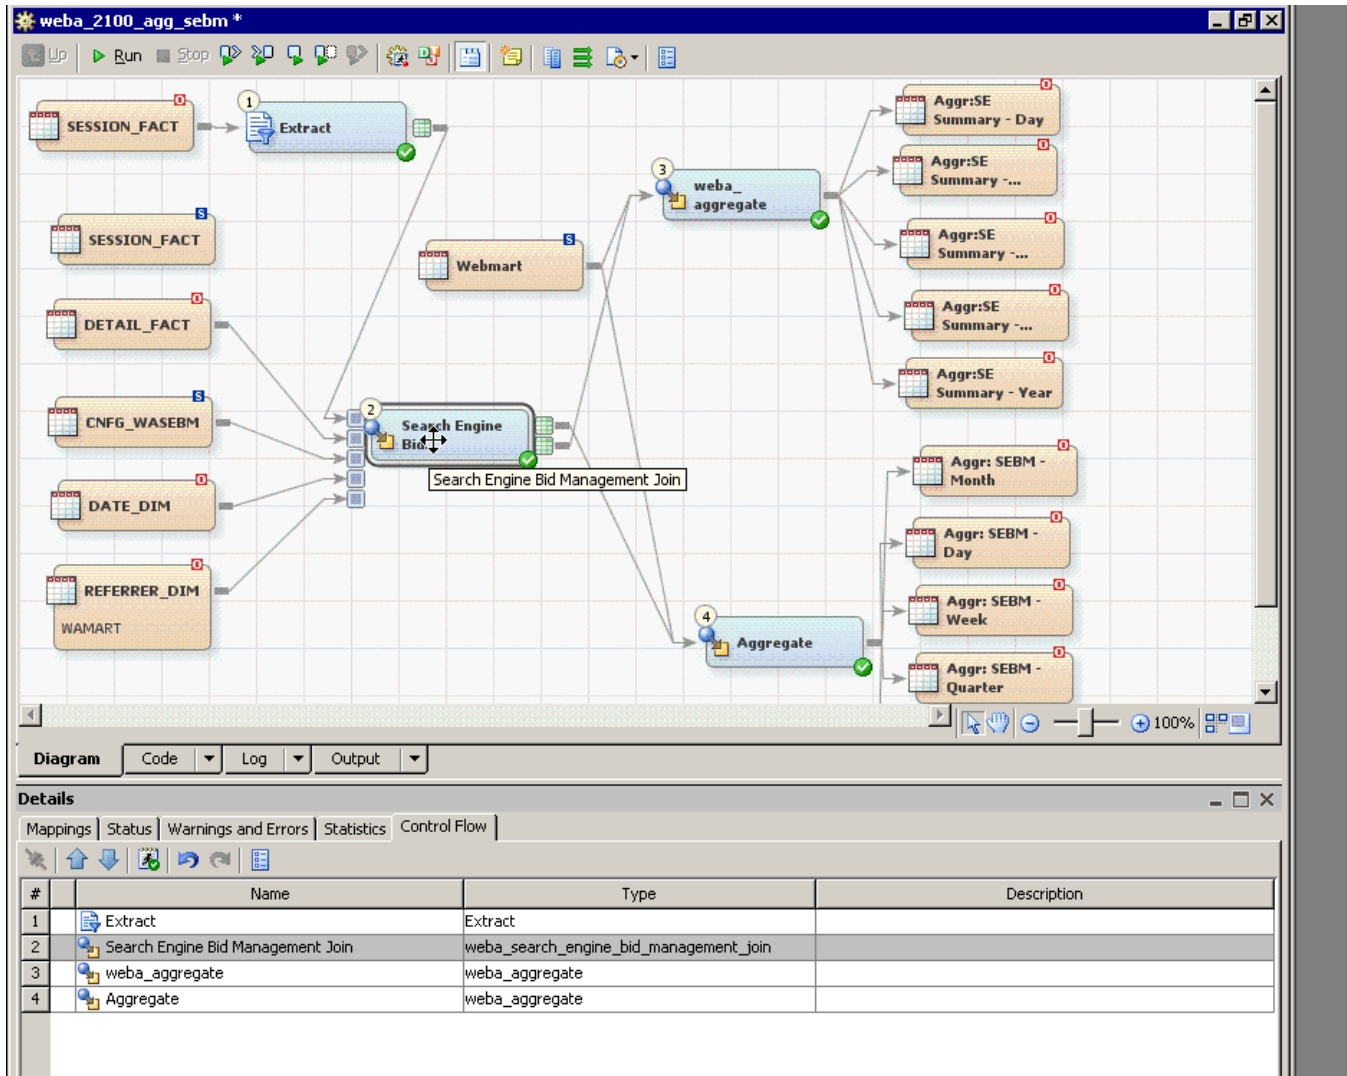 weba_2100_agg_sebm *
Up Run Stop
SESSION_FACT
O
1
Extract
SESSION_FACT
S
DETAIL_FACT
O
CNFG_WASEBM
S
DATE_DIM
O
REFERRER_DIM
O
WAMART
Webmart
S
2
Search Engine
Bid
Search Engine Bid Management Join
3
weba_
aggregate
4
Aggregate
Aggr:SE
Summary - Day
O
Aggr:SE
Summary -...
O
Aggr:SE
Summary -...
O
Aggr:SE
Summary -...
O
Aggr:SE
Summary - Year
O
Aggr: SEBM -
Month
O
Aggr: SEBM -
Day
O
Aggr: SEBM -
Week
O
Aggr: SEBM -
Quarter
O
100%
Diagram Code Log Output
Details
Mappings Status Warnings and Errors Statistics Control Flow
# Name Type Description
1 Extract Extract
2 Search Engine Bid Management Join weba_search_engine_bid_management_join
3 weba_aggregate weba_aggregate
4 Aggregate weba_aggregate